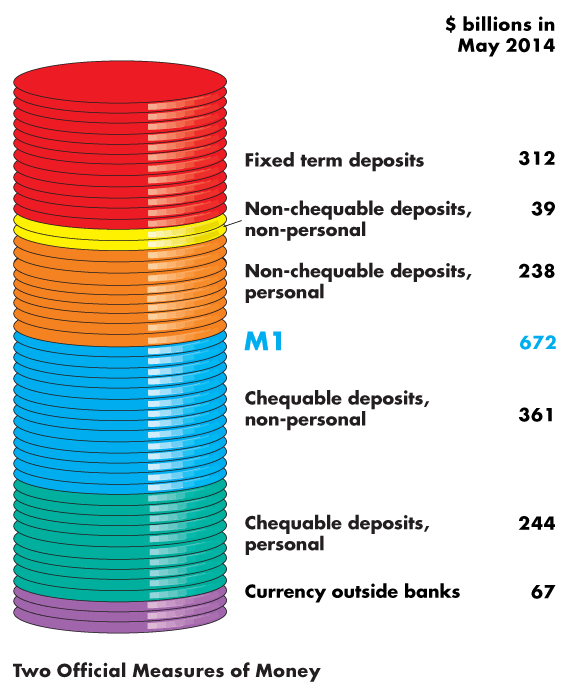 $ billions in
May 2014
Fixed term deposits 312
Non-chequable deposits, 39
non-personal
Non-chequable deposits, 238
personal
M1 672
Chequable deposits,
non-personal 361
Chequable deposits, 244
personal
Currency outside banks 67
Two Official Measures of Money